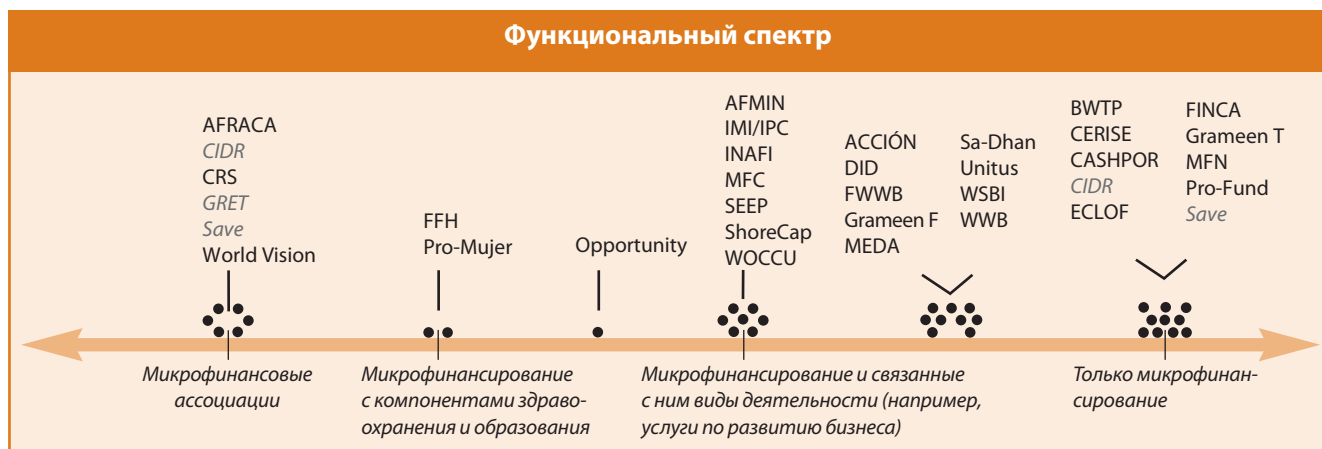 Функциональный спектр
AFRACA
CIDR
CRS
GRET
Save
World Vision
FFH
Pro-Mujer
Opportunity
AFMIN
IMI/IPC
INAFI
MFC
SEEP
ShoreCap
WOCCU
ACCIÓN
DID
FWWB
Grameen F
MEDA
Sa-Dhan
Unitus
WSBI
WWB
BWTP
CERISE
CASHPOR
CIDR
ECLOF
FINCA
Grameen T
MFN
Pro-Fund
Save
Микрофинансовые
ассоциации
Микрофинансирование
с компонентами здраво-
охранения и образования
Микрофинансирование и связанные
с ним виды деятельности (например,
услуги по развитию бизнеса)
Только микрофинан-
сирование